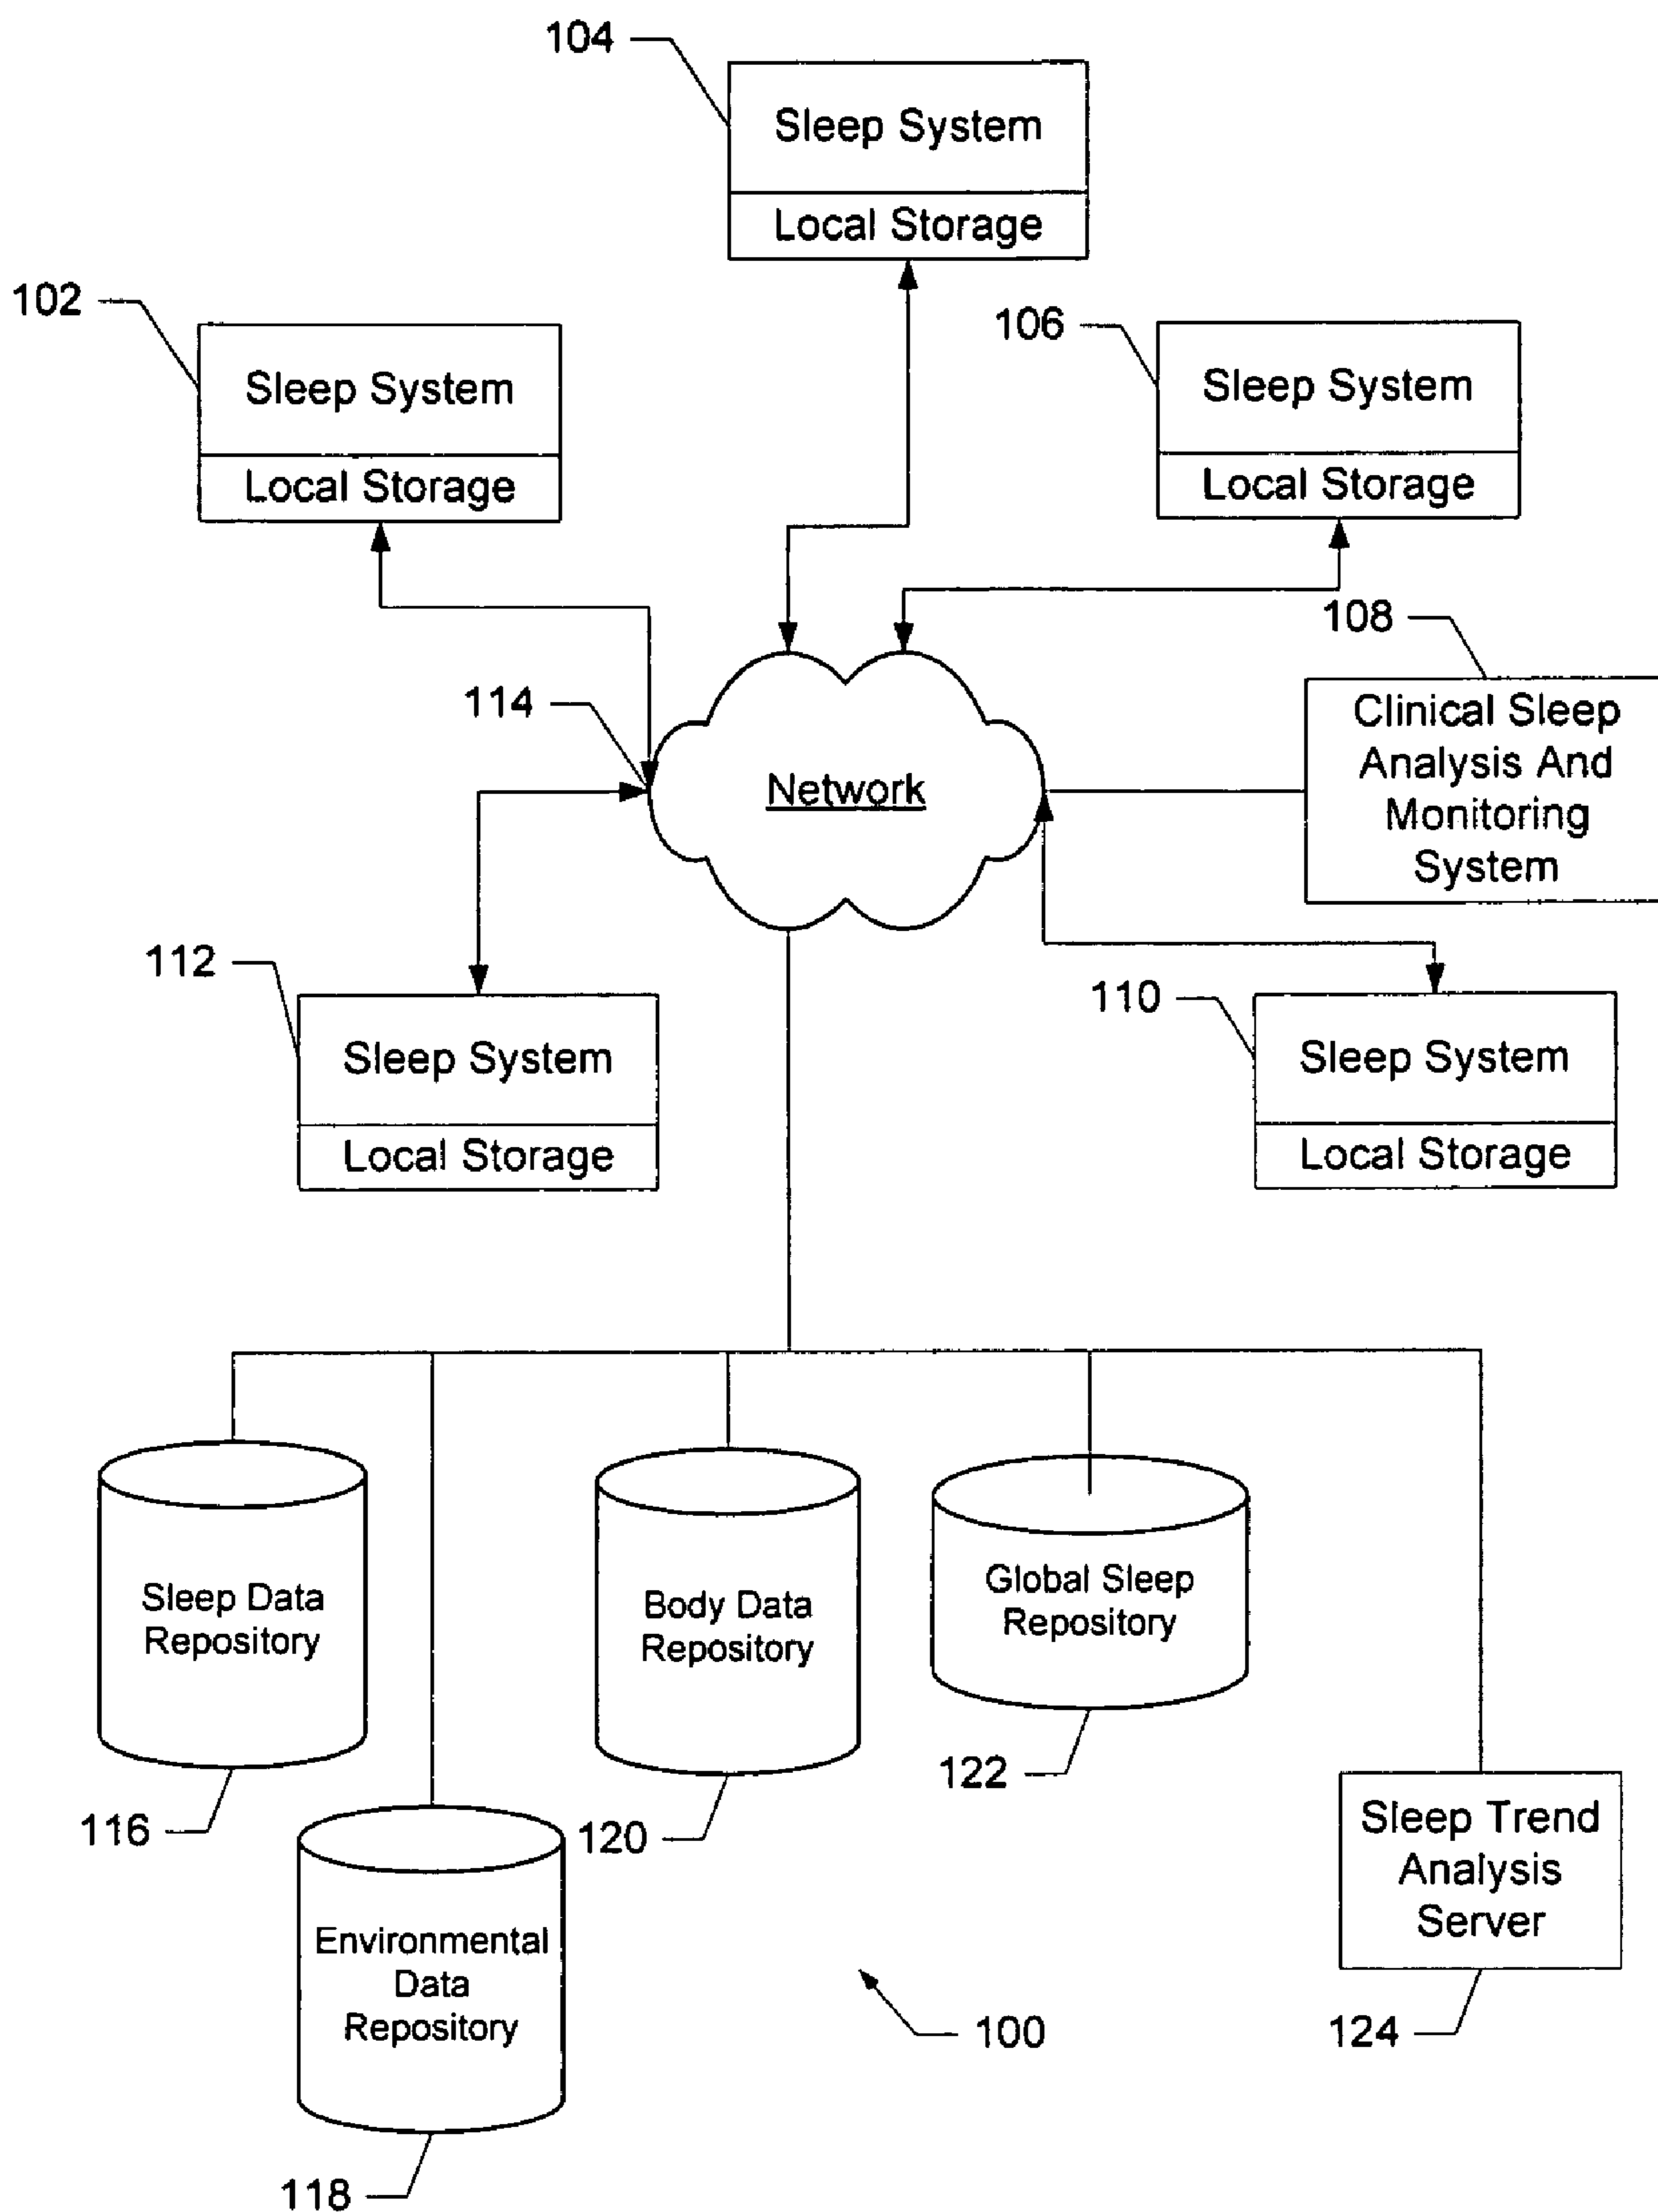 104
Sleep System
Local Storage
102
Sleep System
Local Storage
106
Sleep System
Local Storage
108
Clinical Sleep
Analysis And
Monitoring
System
114
Network
112
Sleep System
Local Storage
110
Sleep System
Local Storage
Sleep Data
Repository
116
Environmental
Data
Repository
118
Body Data
Repository
120
Global Sleep
Repository
122
Sleep Trend
Analysis
Server
124
100